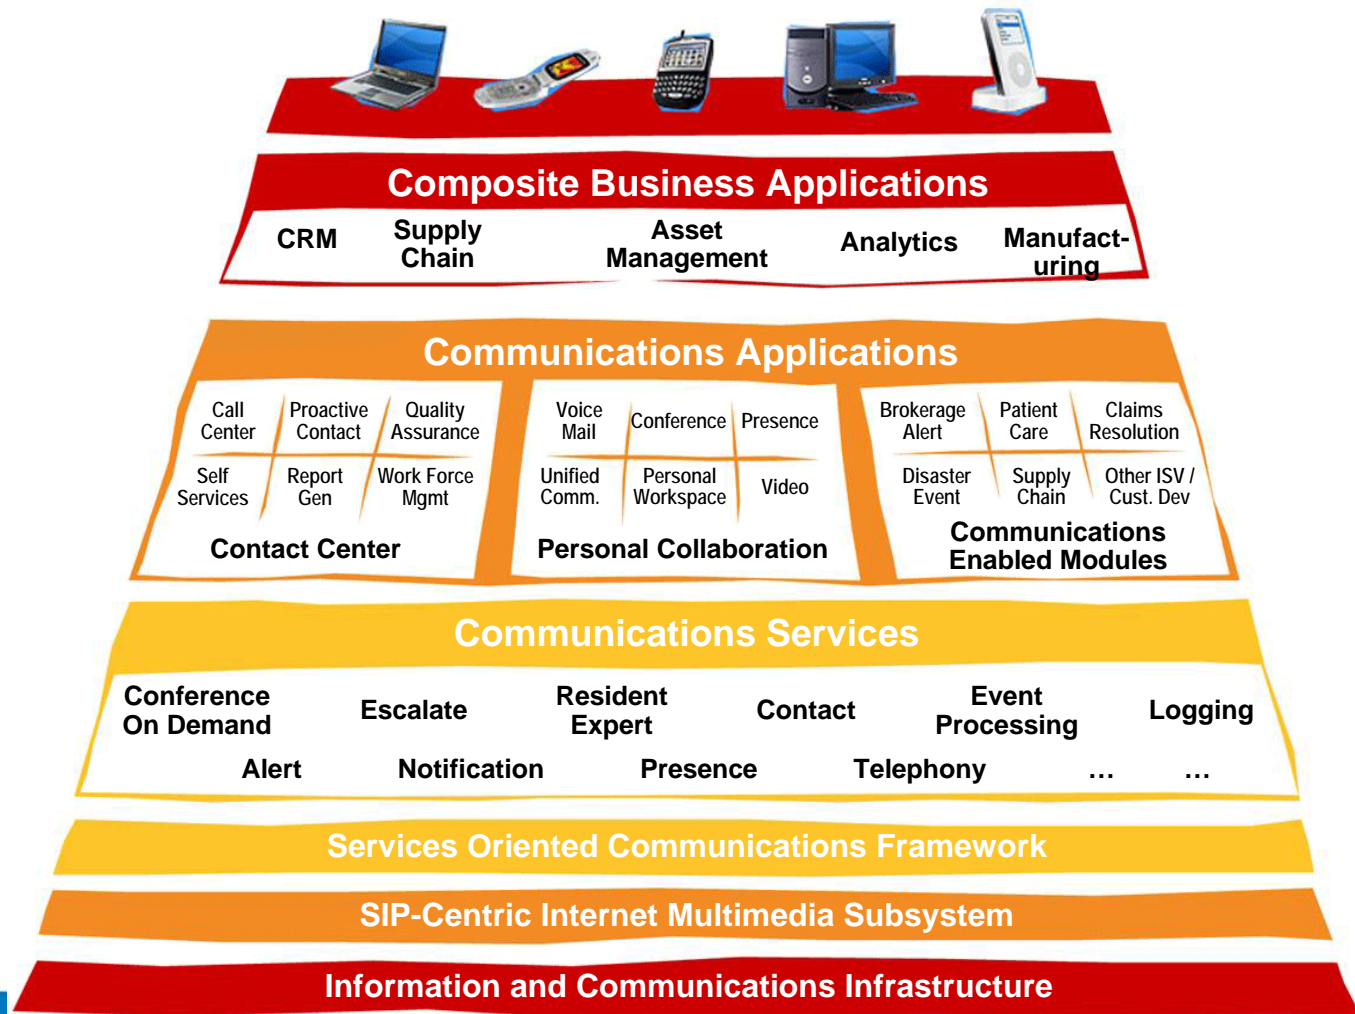 Composite Business Applications
CRM
Supply
Chain
Asset
Management
Analytics
Manufact-
uring
Communications Applications
Call
Center
Proactive
Contact
Quality
Assurance
Self
Services
Report
Gen
Work Force
Mgmt
Contact Center
Voice
Mail
Conference
Presence
Unified
Comm.
Personal
Workspace
Video
Personal Collaboration
Brokerage
Alert
Patient
Care
Claims
Resolution
Disaster
Event
Supply
Chain
Other ISV /
Cust. Dev
Communications
Enabled Modules
Communications Services
Conference
On Demand
Escalate
Resident
Expert
Contact
Event
Processing
Logging
Alert
Notification
Presence
Telephony
...
...
Services Oriented Communications Framework
SIP-Centric Internet Multimedia Subsystem
Information and Communications Infrastructure